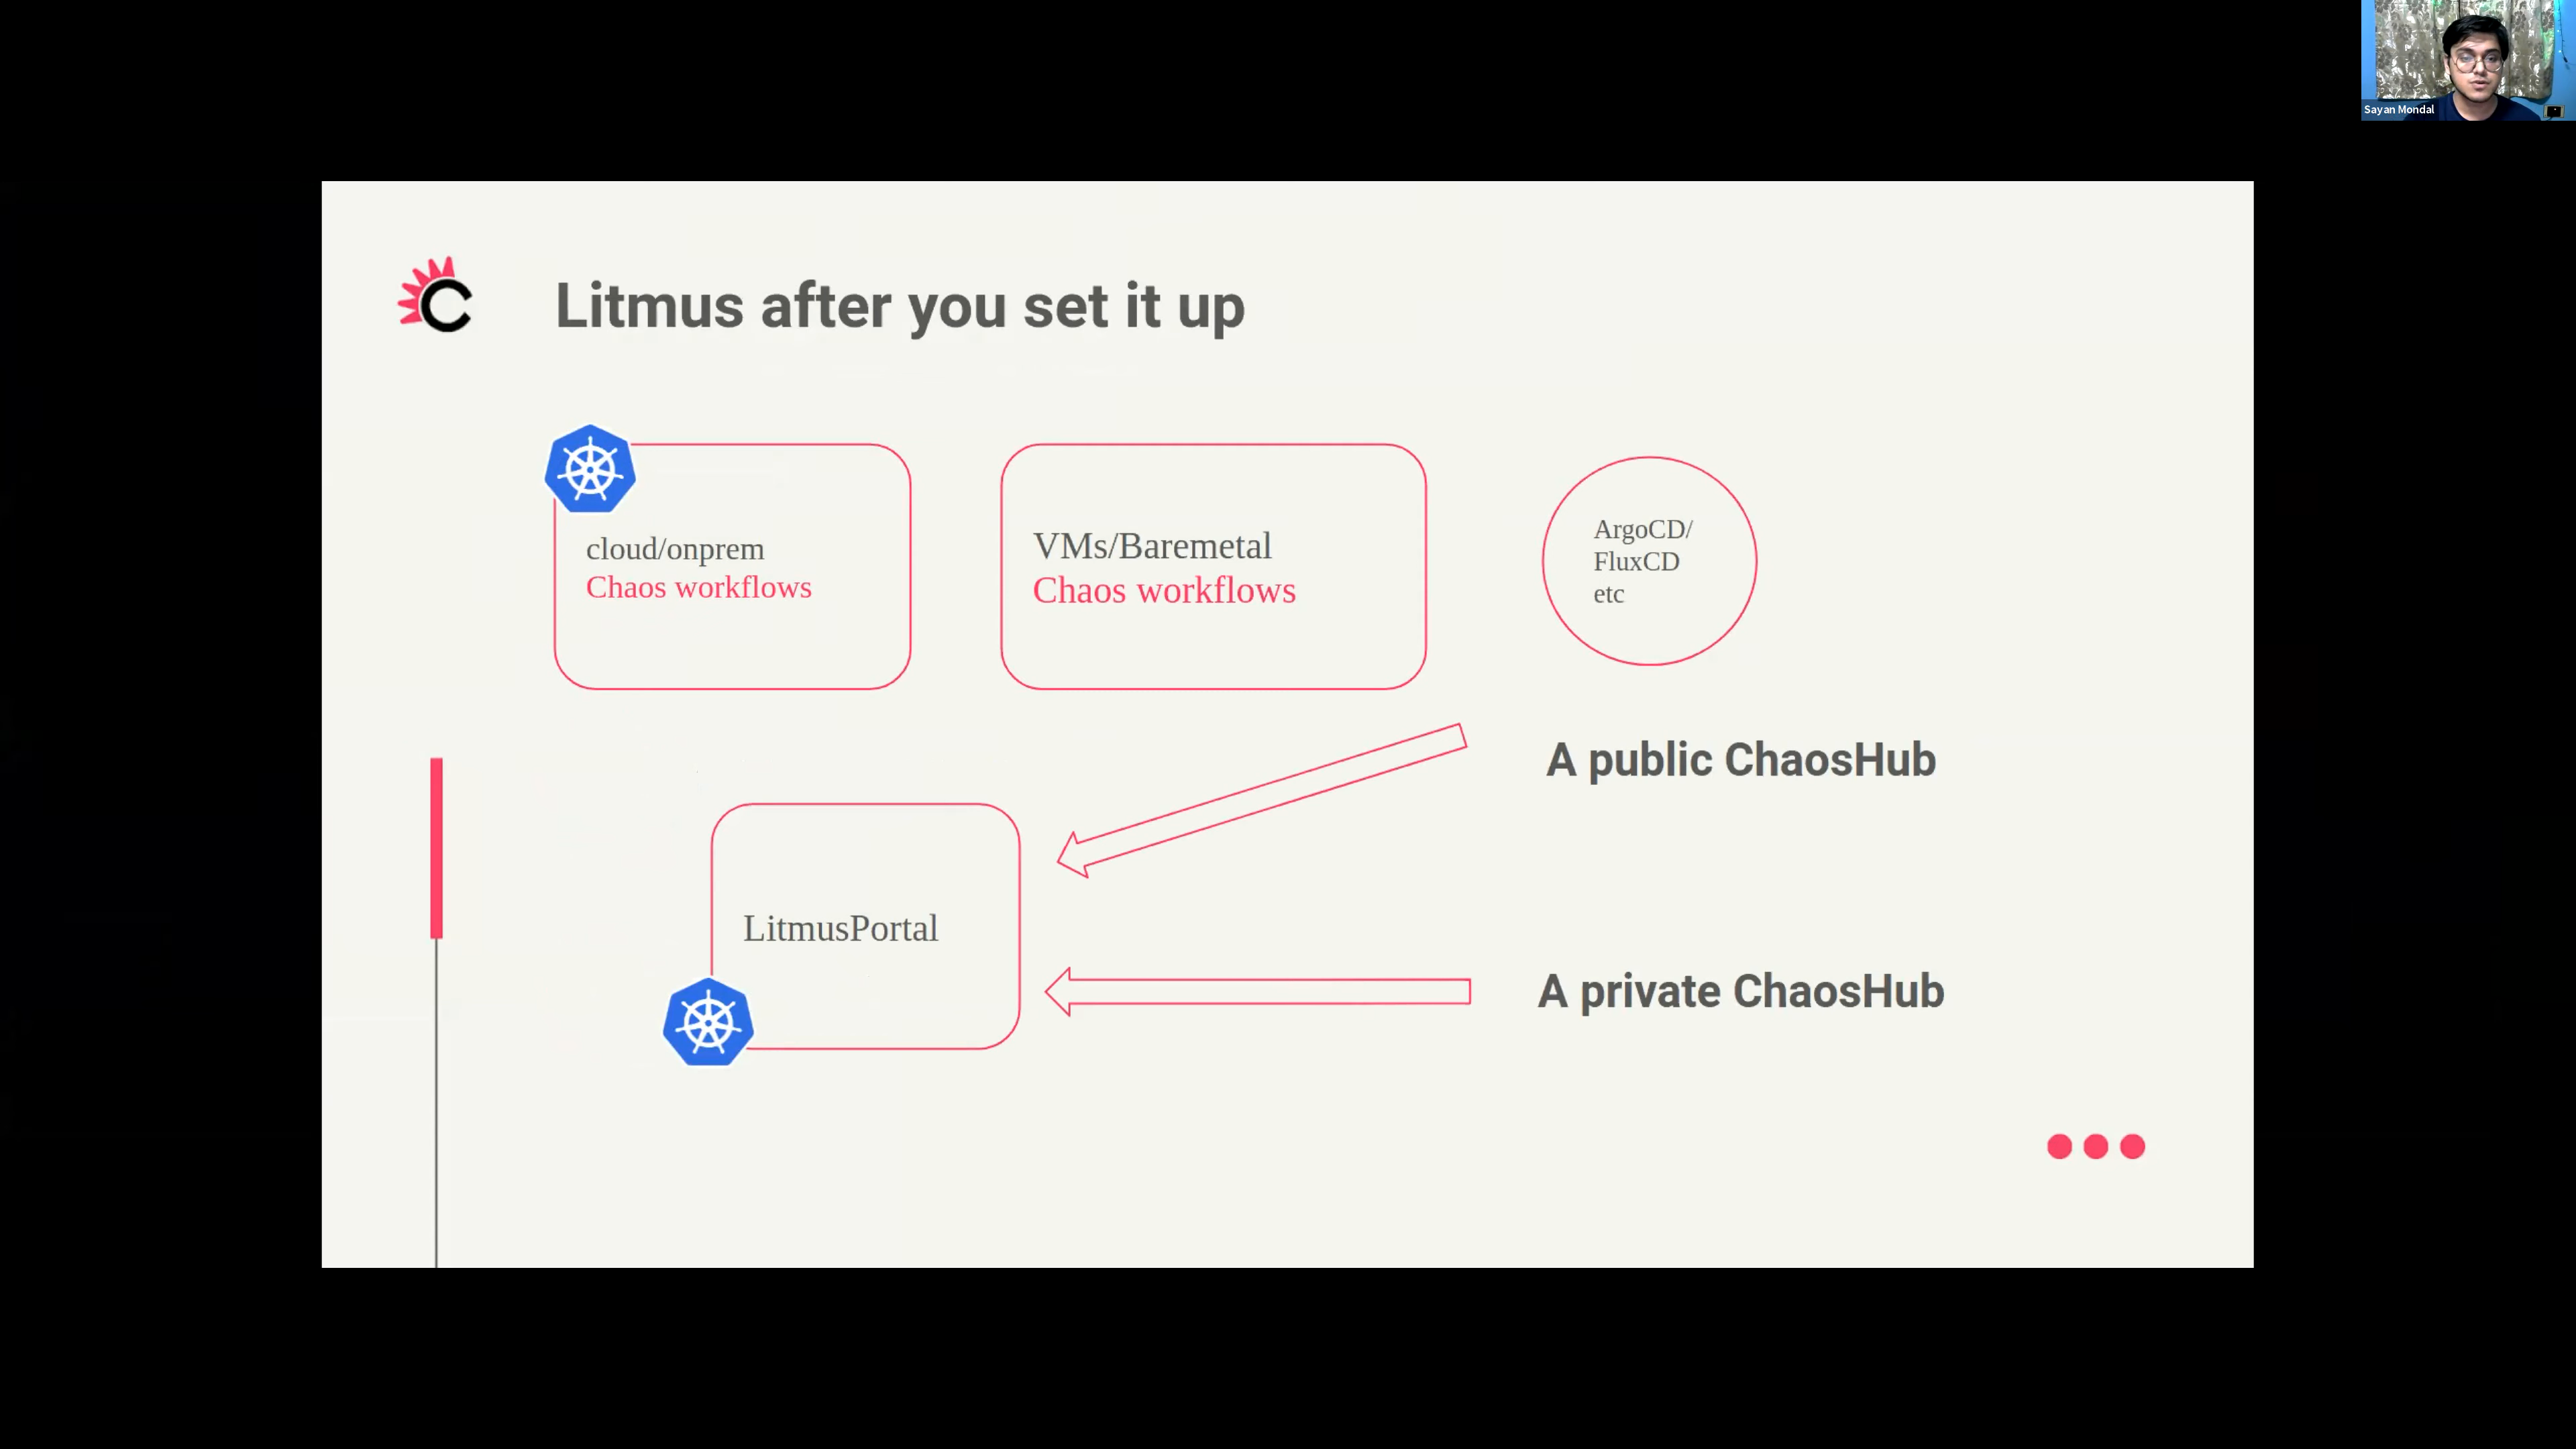 Sayan Mondal
Litmus after you set it up
cloud/onprem
Chaos workflows
VMs/Baremetal
Chaos workflows
ArgoCD/
FluxCD
etc
A public ChaosHub
LitmusPortal
A private ChaosHub